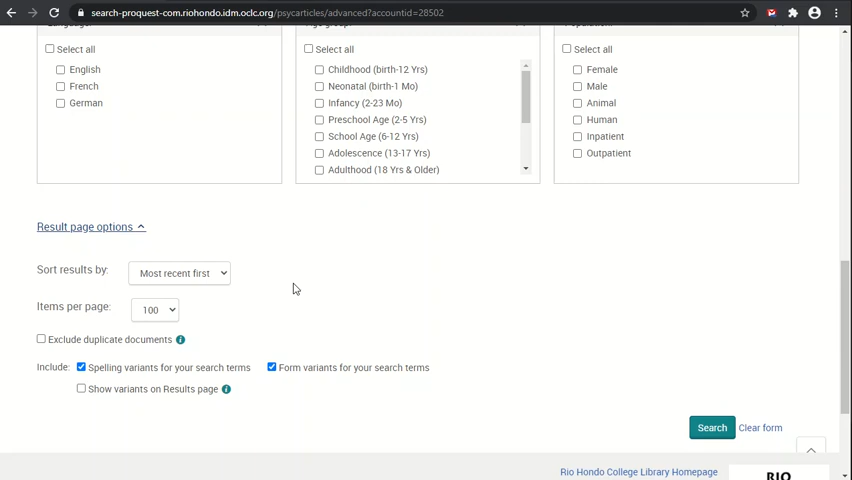 search-proquest-com.riohondo.idm.oclc.org/psycarticles/advanced?accountid=28502
Select all
English
French
German
Select all
Childhood (birth-12 Yrs)
Neonatal (birth-1 Mo)
Infancy (2-23 Mo)
Preschool Age (2-5 Yrs)
School Age (6-12 Yrs)
Adolescence (13-17 Yrs)
Adulthood (18 Yrs & Older)
Select all
Female
Male
Animal
Human
Inpatient
Outpatient
Result page options
Sort results by: Most recent first
Items per page: 100
Exclude duplicate documents
Include: Spelling variants for your search terms Form variants for your search terms
Show variants on Results page
Search Clear form
Rio Hondo College Library Homepage
RIO